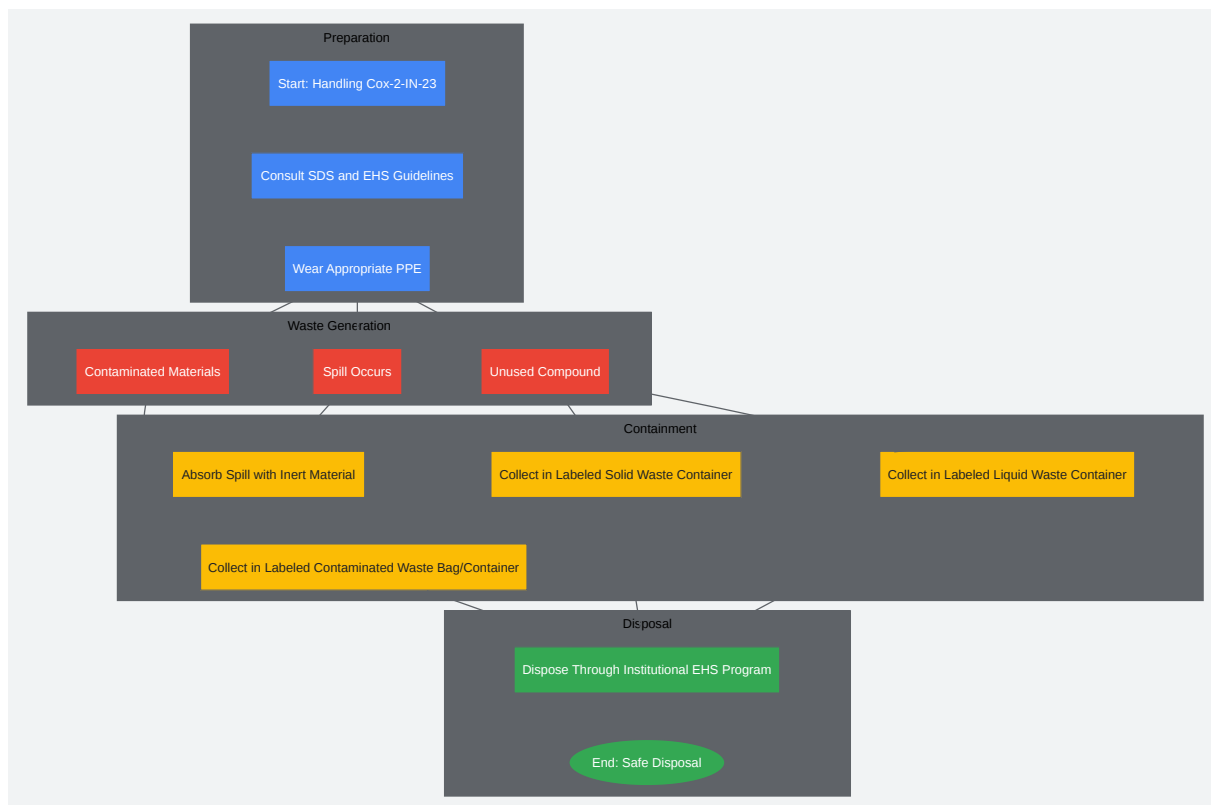 Preparation
Start: Handling Cox-2-IN-23
Consult SDS and EHS Guidelines
Wear Appropriate PPE
Waste Generation
Contaminated Materials
Spill Occurs
Unused Compound
Containment
Absorb Spill with Inert Material
Collect in Labeled Solid Waste Container
Collect in Labeled Liquid Waste Container
Collect in Labeled Contaminated Waste Bag/Container
Disposal
Dispose Through Institutional EHS Program
End: Safe Disposal